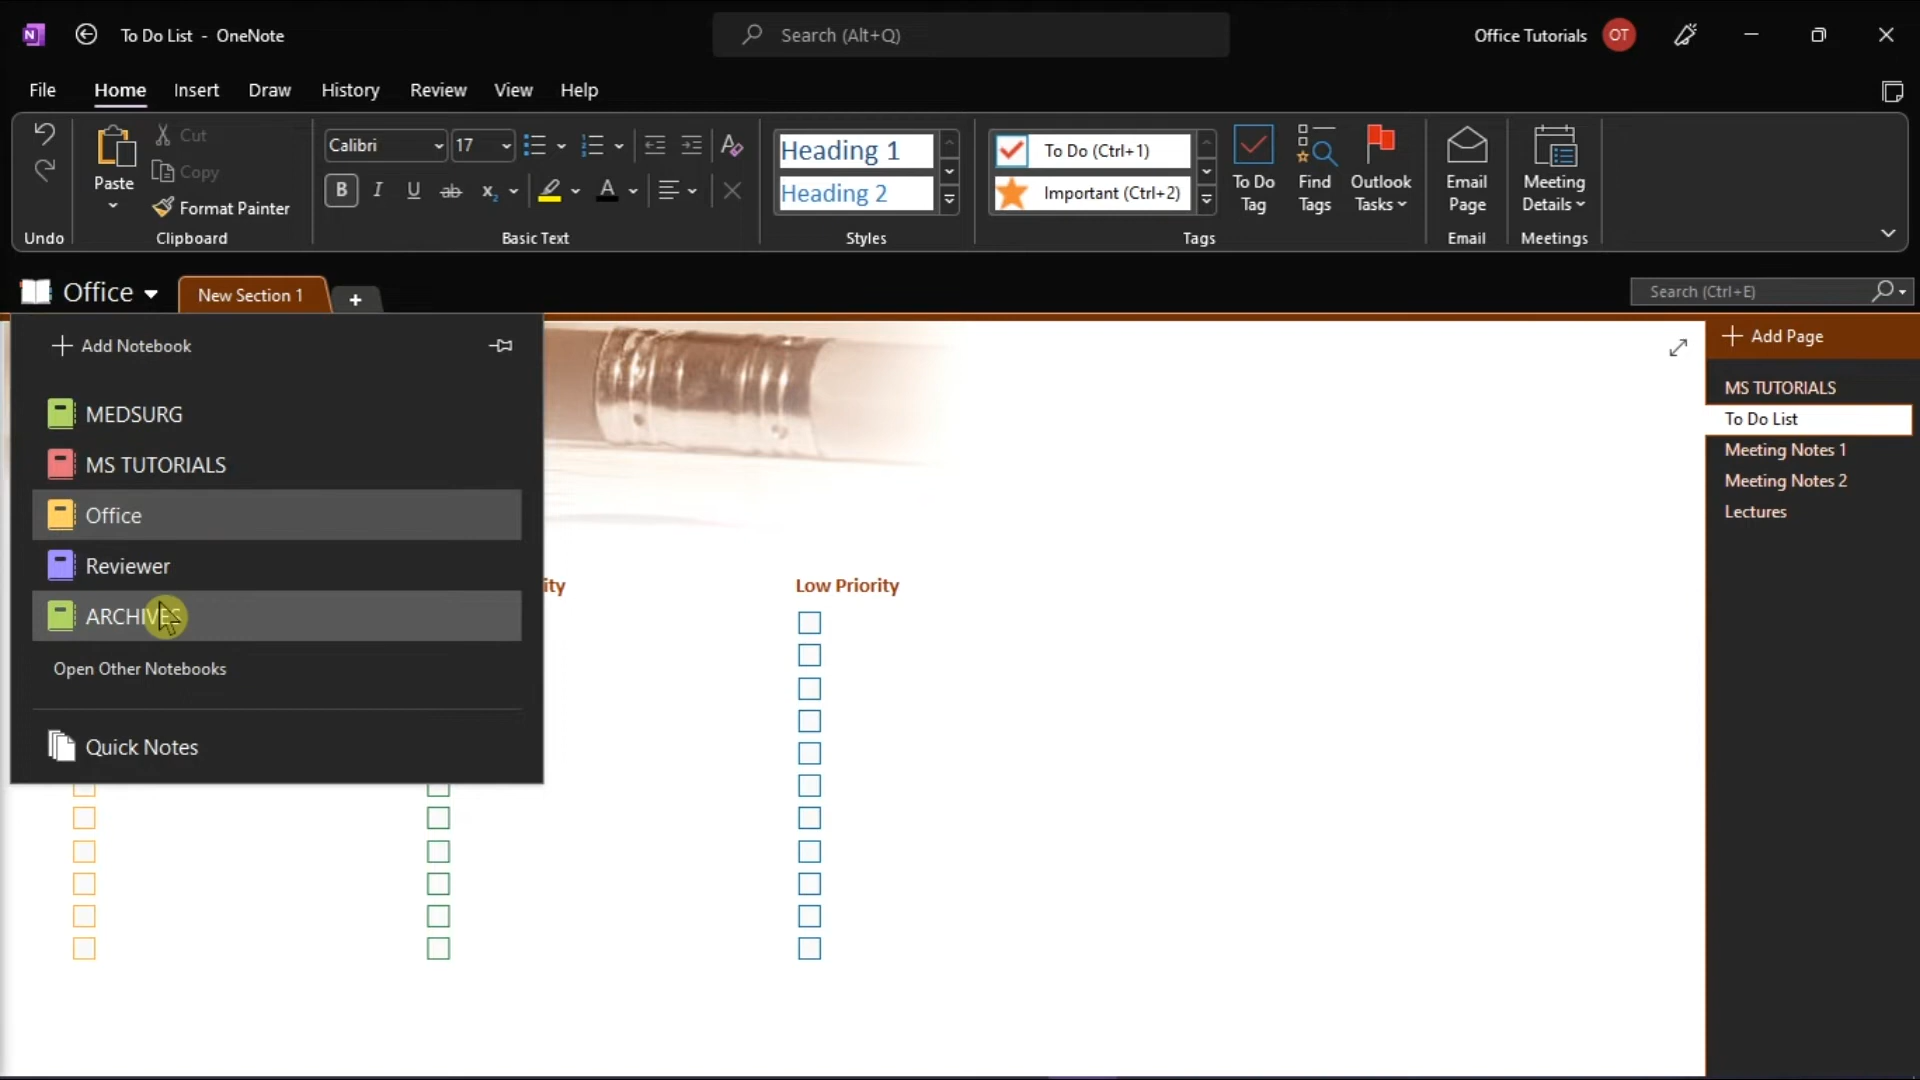 To Do List - OneNote
Search (Alt+Q)
Office Tutorials OT
File Home Insert Draw History Review View Help
Undo
Paste
Cut
Copy
Format Painter
Clipboard
Calibri 17
B I U ab x₂ A
Basic Text
Heading 1
Heading 2
Styles
To Do (Ctrl+1)
Important (Ctrl+2)
To Do
Tag
Find
Tags
Outlook
Tasks
Tags
Email
Page
Email
Meeting
Details
Meetings
Office
New Section 1
+
Search (Ctrl+E)
Add Notebook
MEDSURG
MS TUTORIALS
Office
Reviewer
ARCHIVES
Open Other Notebooks
Quick Notes
ity
Low Priority
Add Page
MS TUTORIALS
To Do List
Meeting Notes 1
Meeting Notes 2
Lectures